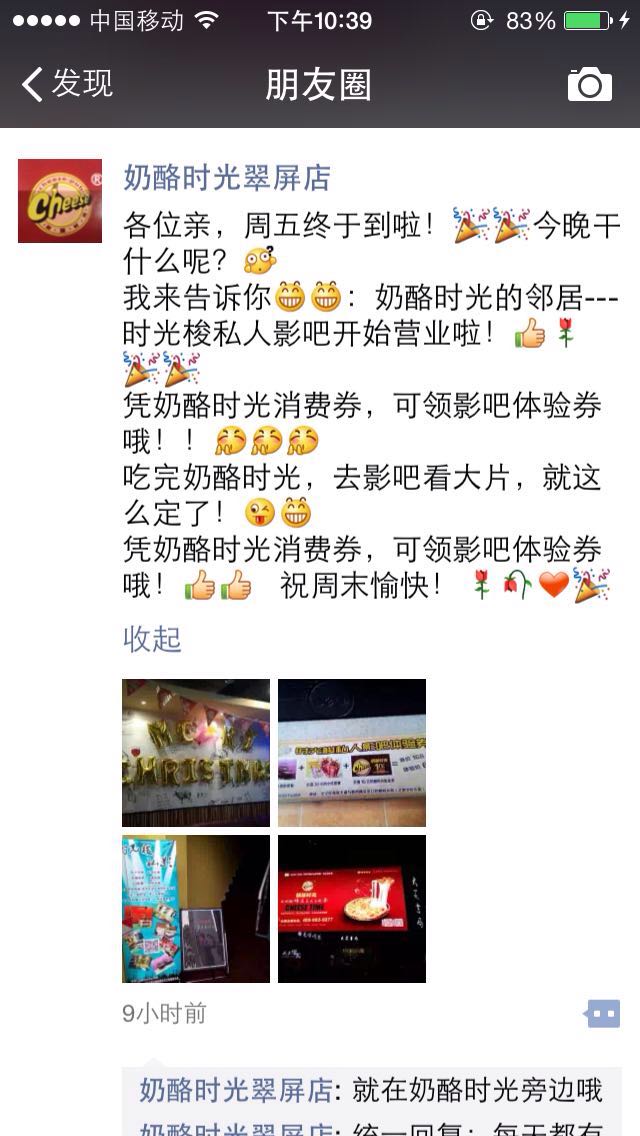 中国移动
下午10:39
83%
发现
朋友圈
Cheese
奶酪时光翠屏店
各位亲，周五终于到啦！今晚干
什么呢？
我来告诉你：奶酪时光的邻居---
时光梭私人影吧开始营业啦！
凭奶酪时光消费券，可领影吧体验券
哦！！
吃完奶酪时光，去影吧看大片，就这
么定了！
凭奶酪时光消费券，可领影吧体验券
哦！ 祝周末愉快！
收起
CHRISTMAS
私人影吧体验券
CHEESE TIME
9小时前
奶酪时光翠屏店: 就在奶酪时光旁边哦
奶酪时光翠屏店: 统一回复：每天都有